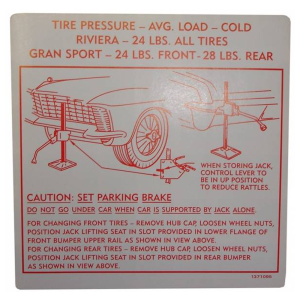 TIRE PRESSURE – AVG. LOAD – COLD
RIVIERA – 24 LBS. ALL TIRES
GRAN SPORT – 24 LBS. FRONT- 28 LBS. REAR
WHEN STORING JACK,
CONTROL LEVER TO
BE IN UP POSITION
TO REDUCE RATTLES.
CAUTION: SET PARKING BRAKE
DO NOT GO UNDER CAR WHEN CAR IS SUPPORTED BY JACK ALONE.
FOR CHANGING FRONT TIRES – REMOVE HUB CAP, LOOSEN WHEEL NUTS,
POSITION JACK LIFTING SEAT IN SLOT PROVIDED IN LOWER FLANGE OF
FRONT BUMPER UPPER RAIL AS SHOWN IN VIEW ABOVE.
FOR CHANGING REAR TIRES – REMOVE HUB CAP, LOOSEN WHEEL NUTS,
POSITION JACK LIFTING SEAT IN SLOT PROVIDED IN REAR BUMPER
AS SHOWN IN VIEW ABOVE.